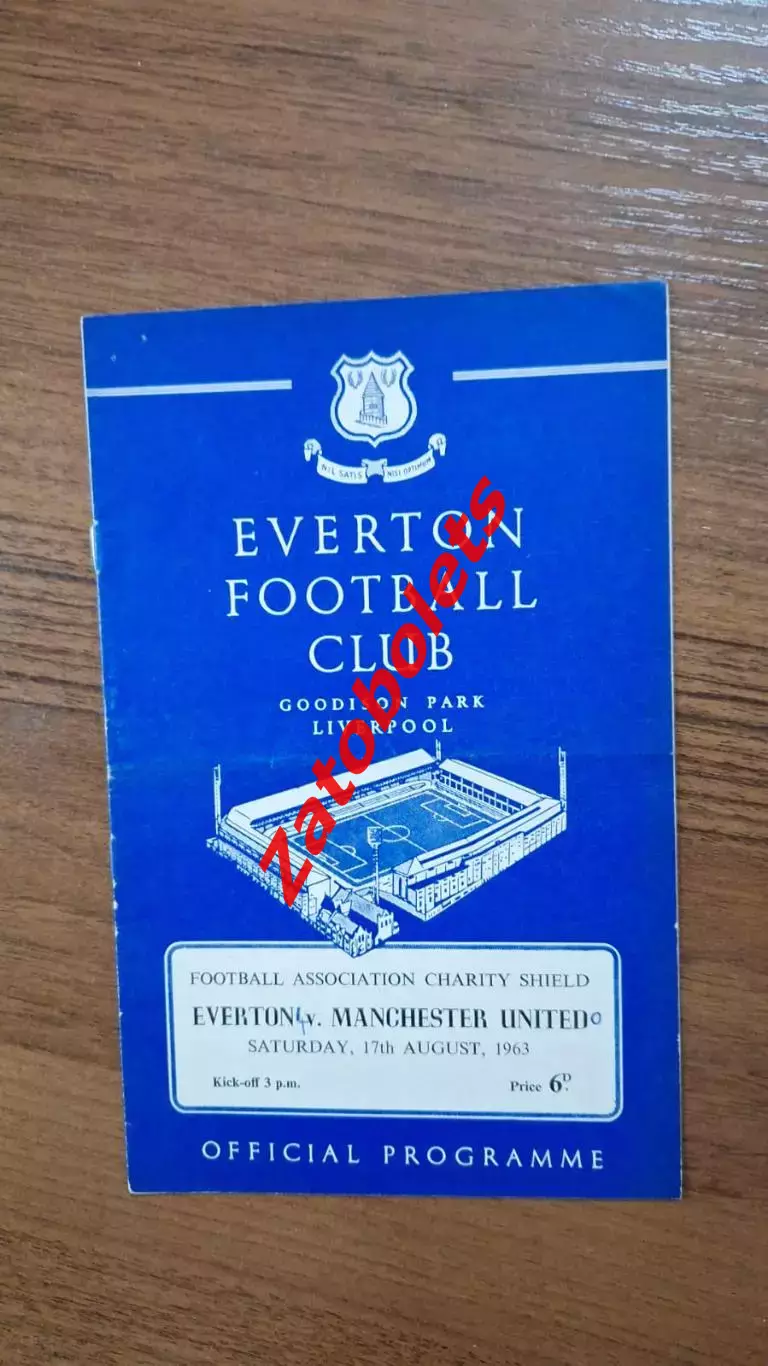 NIL SATIS NISI OPTIMUM
EVERTON
FOOTBALL
CLUB
GOODISON PARK
LIVERPOOL
Zatobolets
FOOTBALL ASSOCIATION CHARITY SHIELD
EVERTON 4 v. MANCHESTER UNITED 0
SATURDAY, 17th AUGUST, 1963
Kick-off 3 p.m. Price 6D.
OFFICIAL PROGRAMME